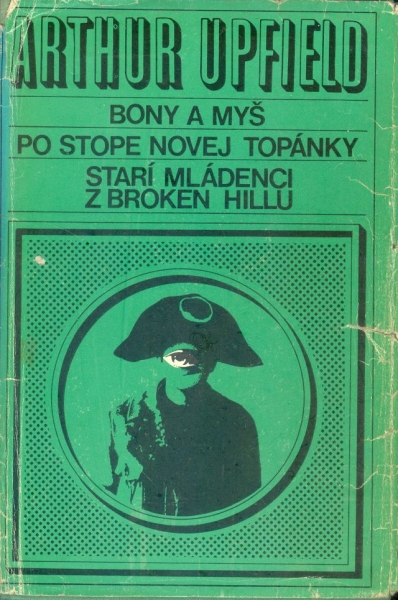 ARTHUR UPFIELD
BONY A MYŠ
PO STOPE NOVEJ TOPÁNKY
STARÍ MLÁDENCI
Z BROKEN HILLU